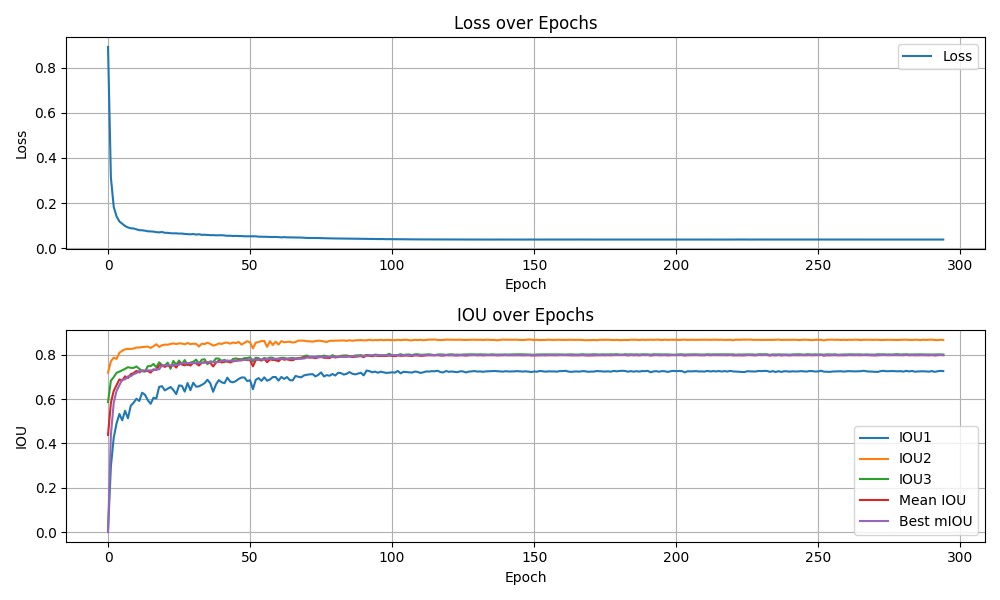 Loss over Epochs
Loss
0.8
0.6
0.4
0.2
0.0
Loss
0 50 100 150 200 250 300
Epoch
IOU over Epochs
IOU
0.8
0.6
0.4
0.2
0.0
IOU1
IOU2
IOU3
Mean IOU
Best mIOU
0 50 100 150 200 250 300
Epoch